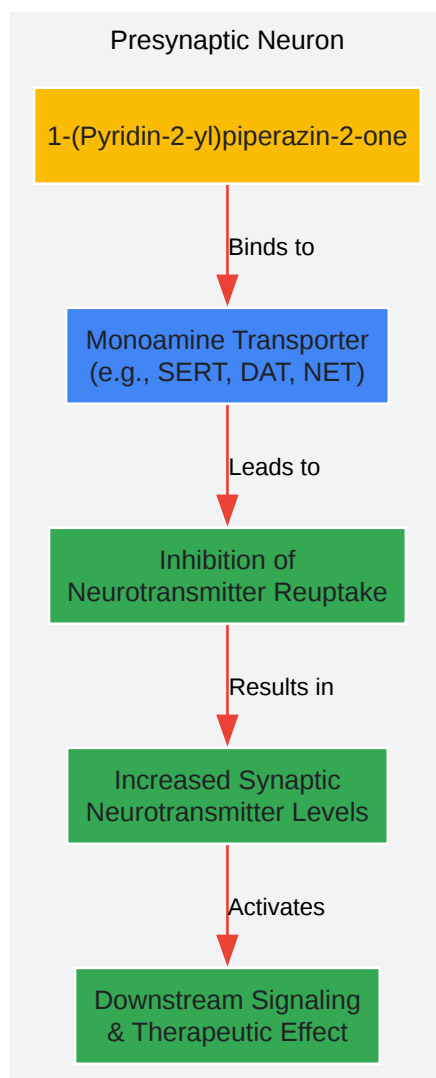 Presynaptic Neuron
1-(Pyridin-2-yl)piperazin-2-one
Binds to
Monoamine Transporter
(e.g., SERT, DAT, NET)
Leads to
Inhibition of
Neurotransmitter Reuptake
Results in
Increased Synaptic
Neurotransmitter Levels
Activates
Downstream Signaling
& Therapeutic Effect